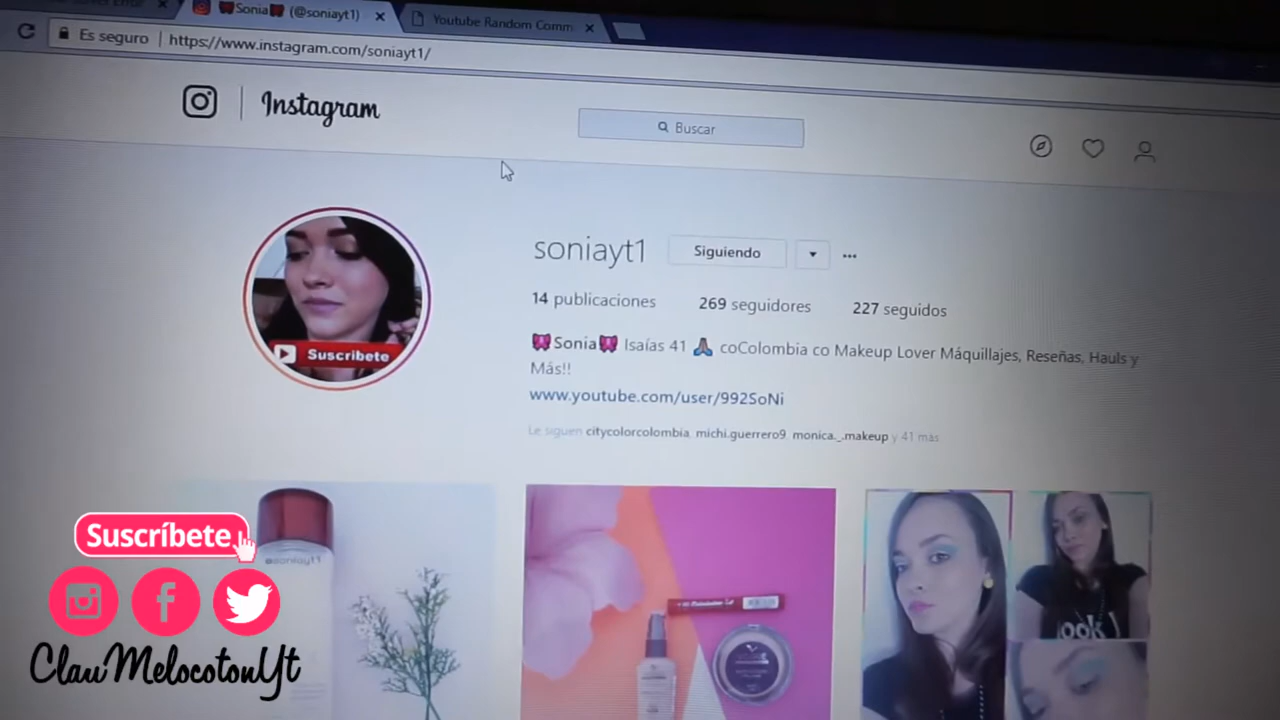 Sonia (@soniayt1)
Youtube Random Comm
Es seguro
https://www.instagram.com/soniayt1/
Instagram
Buscar
soniayt1 Siguiendo
14 publicaciones 269 seguidores 227 seguidos
Sonia Isaías 41 🙏 coColombia co Makeup Lover Máquillajes, Reseñas, Hauls y
Más!!
www.youtube.com/user/992SoNi
Le siguen citycolorcolombia, michi.guerrero9, monica._.makeup y 41 más
Suscribete
@soniayt1
look
Suscríbete
ClauMelocotonYt